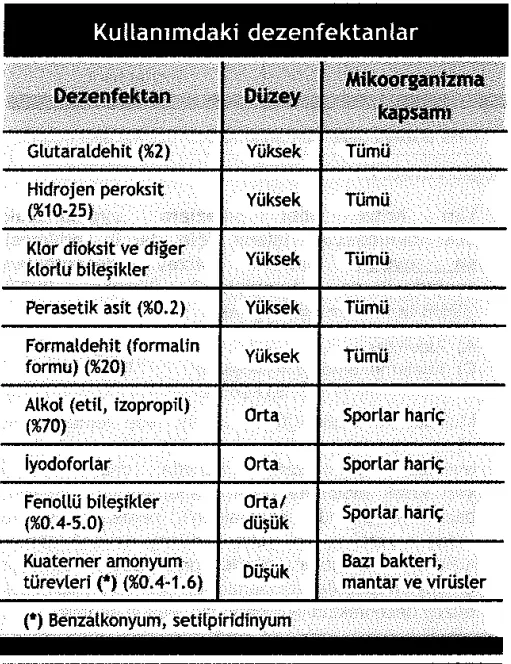 Kullanımdaki dezenfektanlar
Dezenfektan Düzey Mikoorganizma
kapsamı
Glutaraldehit (%2) Yüksek Tümü
Hidrojen peroksit
(%10-25) Yüksek Tümü
Klor dioksit ve diğer
klorlu bileşikler Yüksek Tümü
Perasetik asit (%0.2) Yüksek Tümü
Formaldehit (formalin
formu) (%20) Yüksek Tümü
Alkol (etil, izopropil)
(%70) Orta Sporlar hariç
İyodoforlar Orta Sporlar hariç
Fenollü bileşikler
(%0.4-5.0) Orta/
düşük Sporlar hariç
Kuaterner amonyum
türevleri (*) (%0.4-1.6) Düşük Bazı bakteri,
mantar ve virüsler
(*) Benzalkonyum, setilpiridinyum